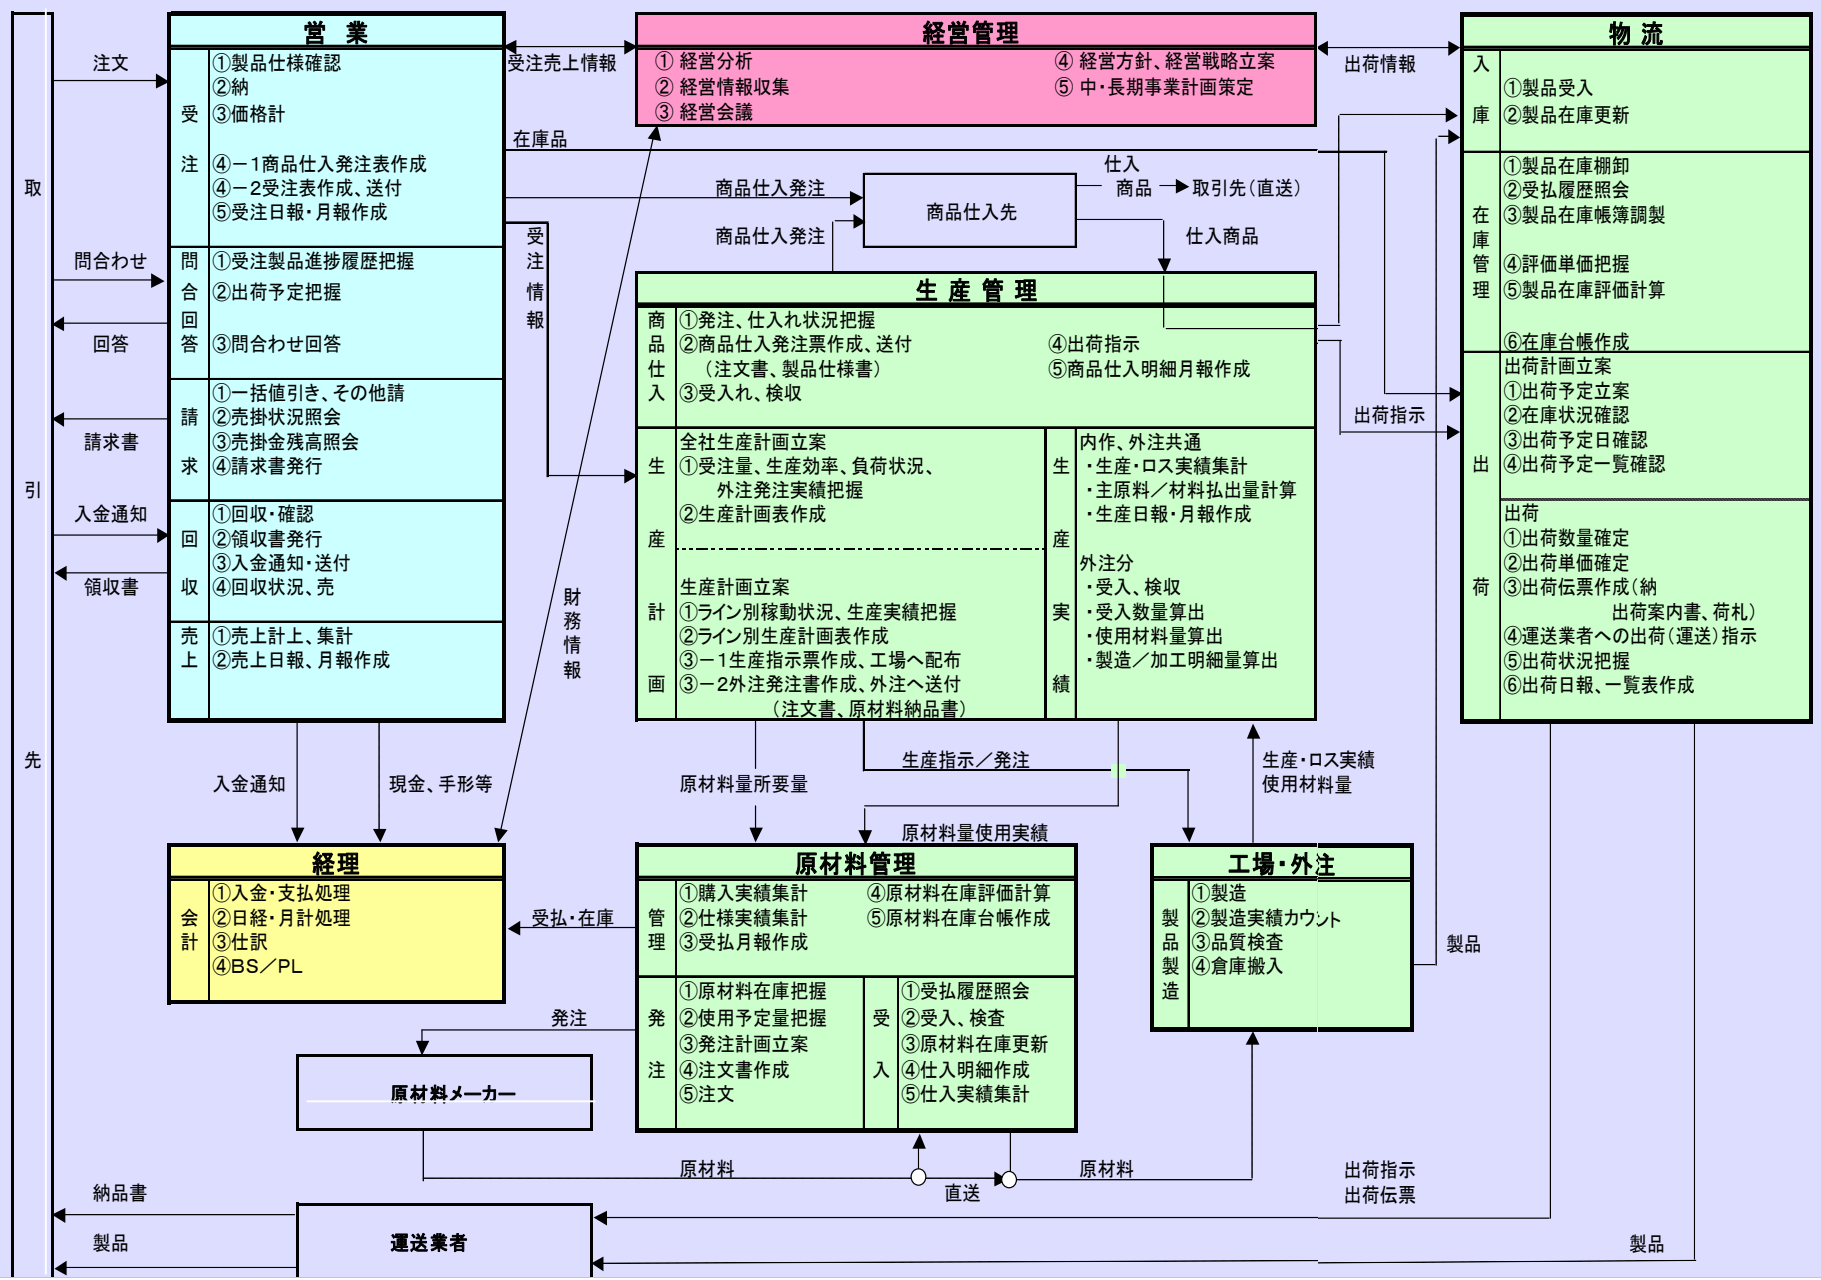 取引先
注文
問合わせ
回答
請求書
入金通知
領収書
納品書
製品
営 業
受注
①製品仕様確認
②納
③価格計
④－1商品仕入発注表作成
④－2受注表作成、送付
⑤受注日報・月報作成
問合回答
①受注製品進捗履歴把握
②出荷予定把握
③問合わせ回答
請求
①一括値引き、その他請
②売掛状況照会
③売掛金残高照会
④請求書発行
回収
①回収・確認
②領収書発行
③入金通知・送付
④回収状況、売
売上
①売上計上、集計
②売上日報、月報作成
受注売上情報
経営管理
① 経営分析
② 経営情報収集
③ 経営会議
④ 経営方針、経営戦略立案
⑤ 中・長期事業計画策定
出荷情報
在庫品
商品仕入発注
商品仕入発注
商品仕入先
仕入
商品
取引先（直送）
仕入商品
受注情報
財務情報
生 産 管 理
商品仕入
①発注、仕入れ状況把握
②商品仕入発注票作成、送付
（注文書、製品仕様書）
③受入れ、検収
④出荷指示
⑤商品仕入明細月報作成
生産計画
全社生産計画立案
①受注量、生産効率、負荷状況、
外注発注実績把握
②生産計画表作成
生産計画立案
①ライン別稼動状況、生産実績把握
②ライン別生産計画表作成
③－1生産指示票作成、工場へ配布
③－2外注発注書作成、外注へ送付
（注文書、原材料納品書）
生産実績
内作、外注共通
・生産・ロス実績集計
・主原料／材料払出量計算
・生産日報・月報作成
外注分
・受入、検収
・受入数量算出
・使用材料量算出
・製造／加工明細量算出
出荷指示
物 流
入庫
①製品受入
②製品在庫更新
在庫管理
①製品在庫棚卸
②受払履歴照会
③製品在庫帳簿調製
④評価単価把握
⑤製品在庫評価計算
⑥在庫台帳作成
出荷
出荷計画立案
①出荷予定立案
②在庫状況確認
③出荷予定日確認
④出荷予定一覧確認
出荷
①出荷数量確定
②出荷単価確定
③出荷伝票作成（納
出荷案内書、荷札）
④運送業者への出荷（運送）指示
⑤出荷状況把握
⑥出荷日報、一覧表作成
入金通知
現金、手形等
原材料量所要量
生産指示／発注
原材料量使用実績
生産・ロス実績
使用材料量
経理
会計
①入金・支払処理
②日経・月計処理
③仕訳
④BS／PL
受払・在庫
原材料管理
管理
①購入実績集計
②仕様実績集計
③受払月報作成
④原材料在庫評価計算
⑤原材料在庫台帳作成
発注
①原材料在庫把握
②使用予定量把握
③発注計画立案
④注文書作成
⑤注文
受入
①受払履歴照会
②受入、検査
③原材料在庫更新
④仕入明細作成
⑤仕入実績集計
工場・外注
製品製造
①製造
②製造実績カウント
③品質検査
④倉庫搬入
製品
発注
原材料メーカー
原材料
直送
原材料
出荷指示
出荷伝票
運送業者
製品